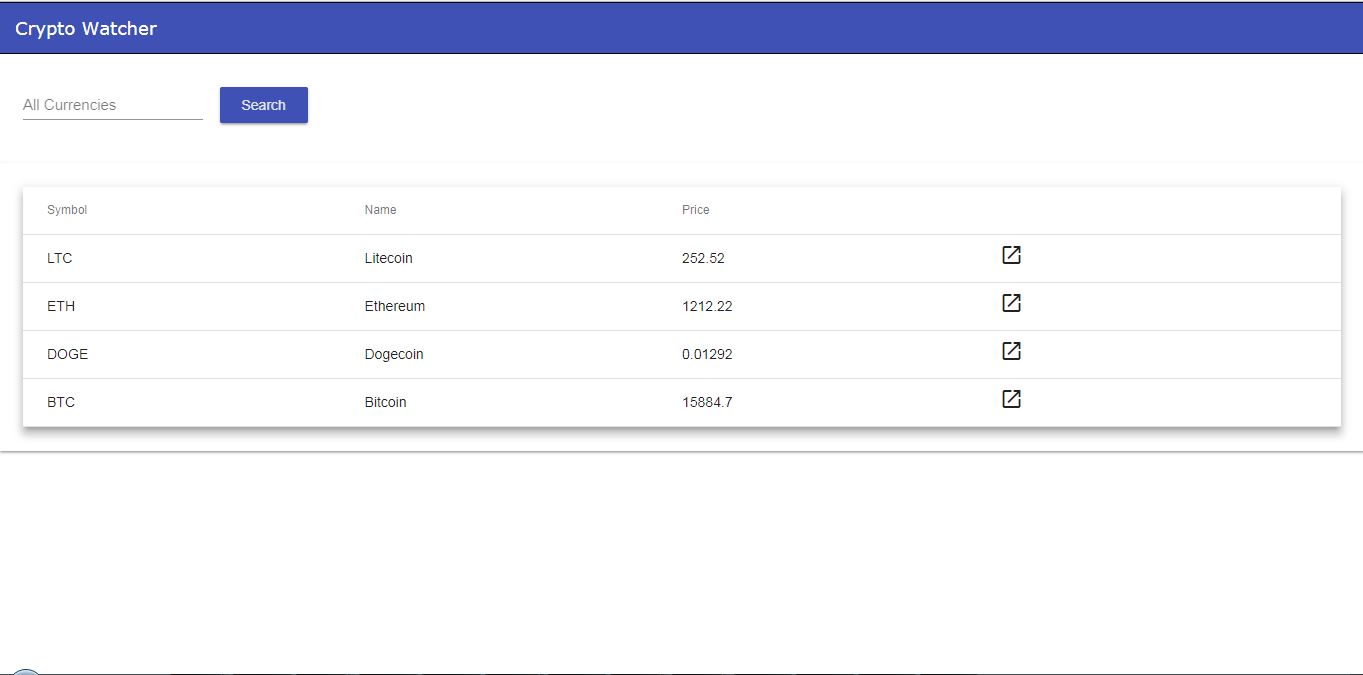 Crypto Watcher
All Currencies Search
Symbol Name Price
LTC Litecoin 252.52
ETH Ethereum 1212.22
DOGE Dogecoin 0.01292
BTC Bitcoin 15884.7